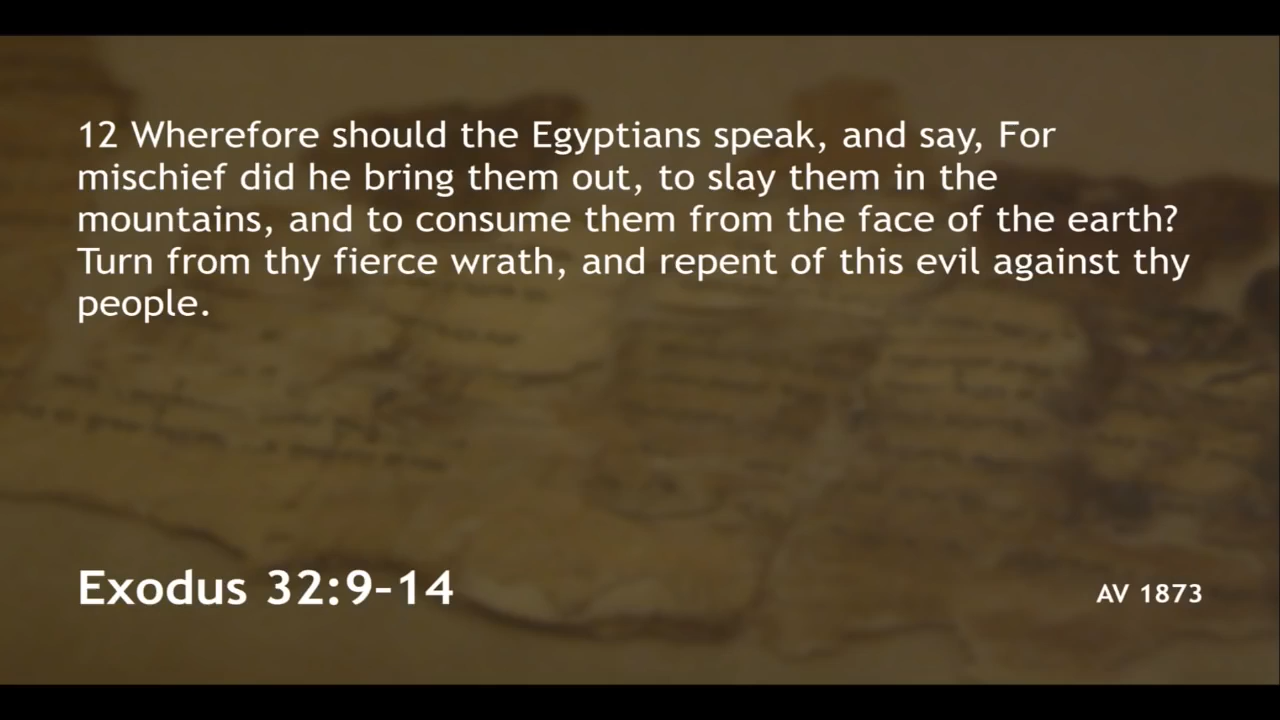 12 Wherefore should the Egyptians speak, and say, For
mischief did he bring them out, to slay them in the
mountains, and to consume them from the face of the earth?
Turn from thy fierce wrath, and repent of this evil against thy
people.
Exodus 32:9–14
AV 1873